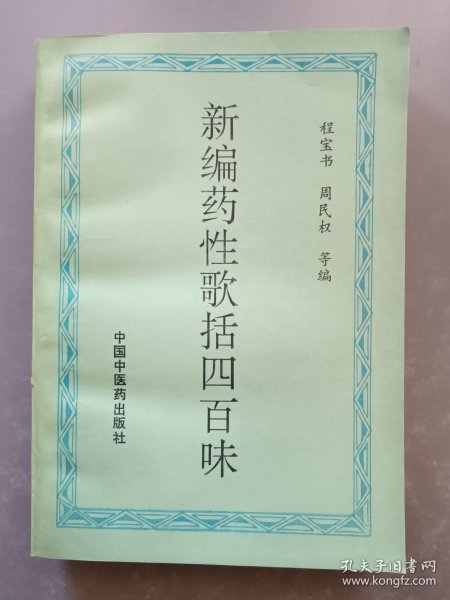 程宝书 周民权 等编
新编药性歌括四百味
中国中医药出版社
孔夫子旧书网
www.kongfz.com